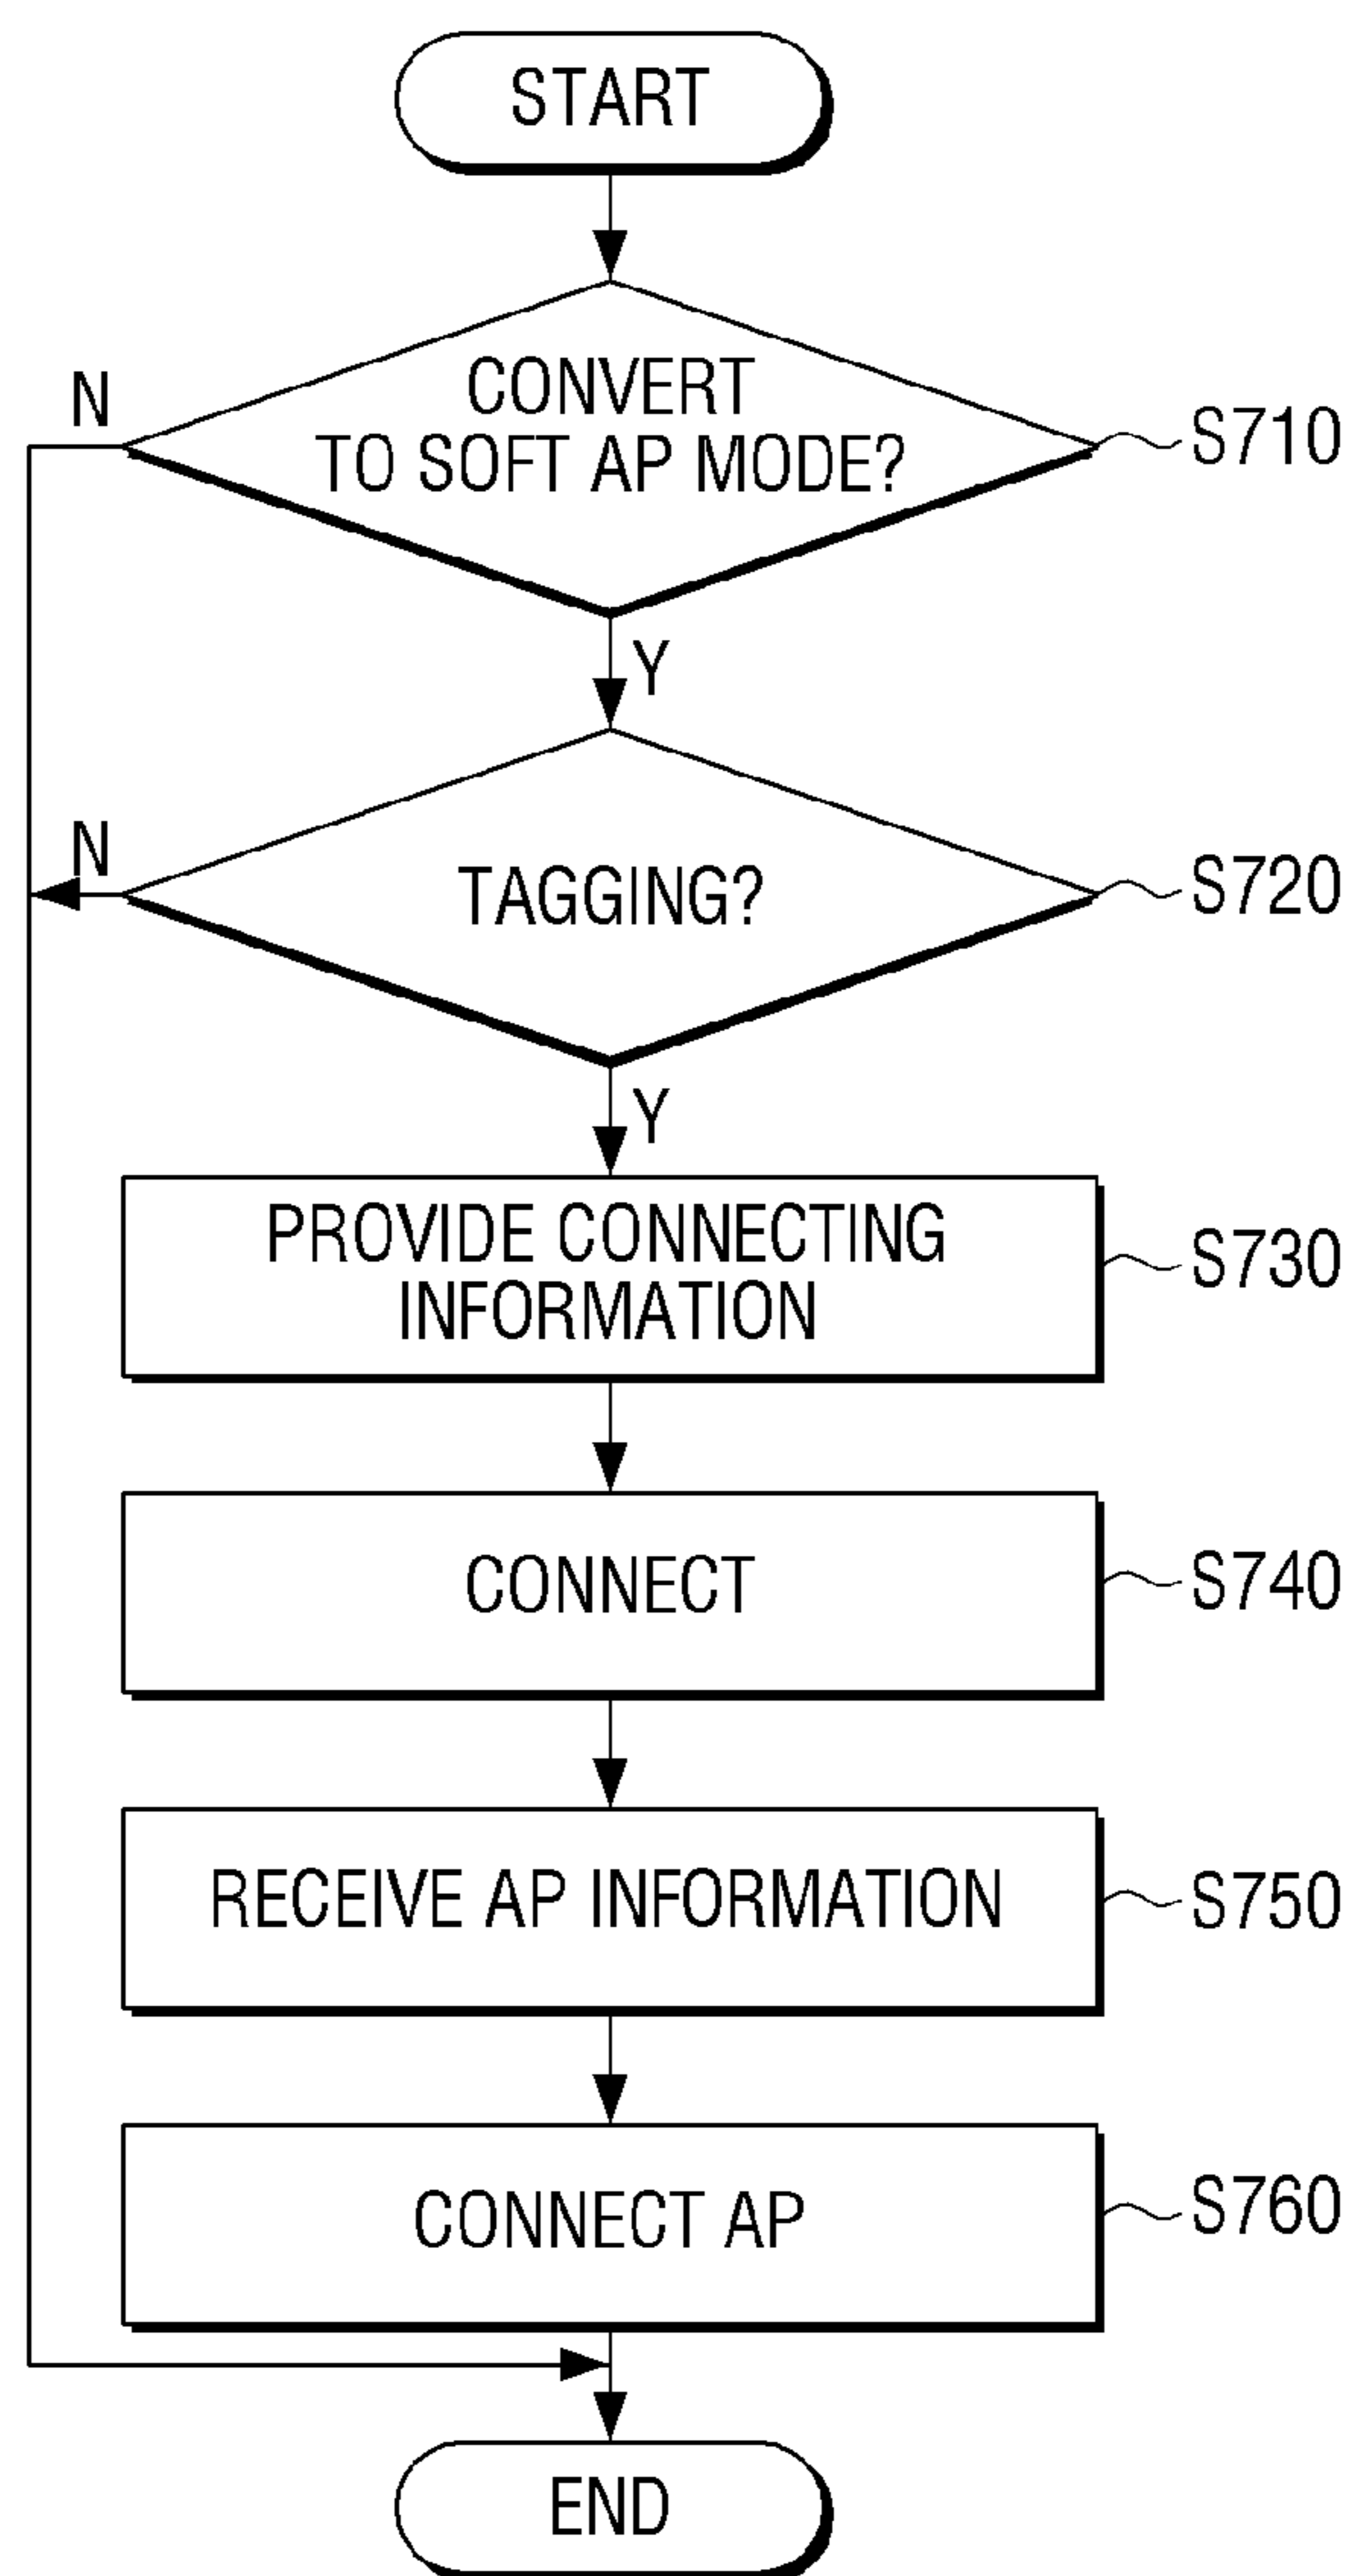 START
CONVERT
TO SOFT AP MODE?
N
S710
Y
N
TAGGING?
S720
Y
PROVIDE CONNECTING
INFORMATION
S730
CONNECT
S740
RECEIVE AP INFORMATION
S750
CONNECT AP
S760
END